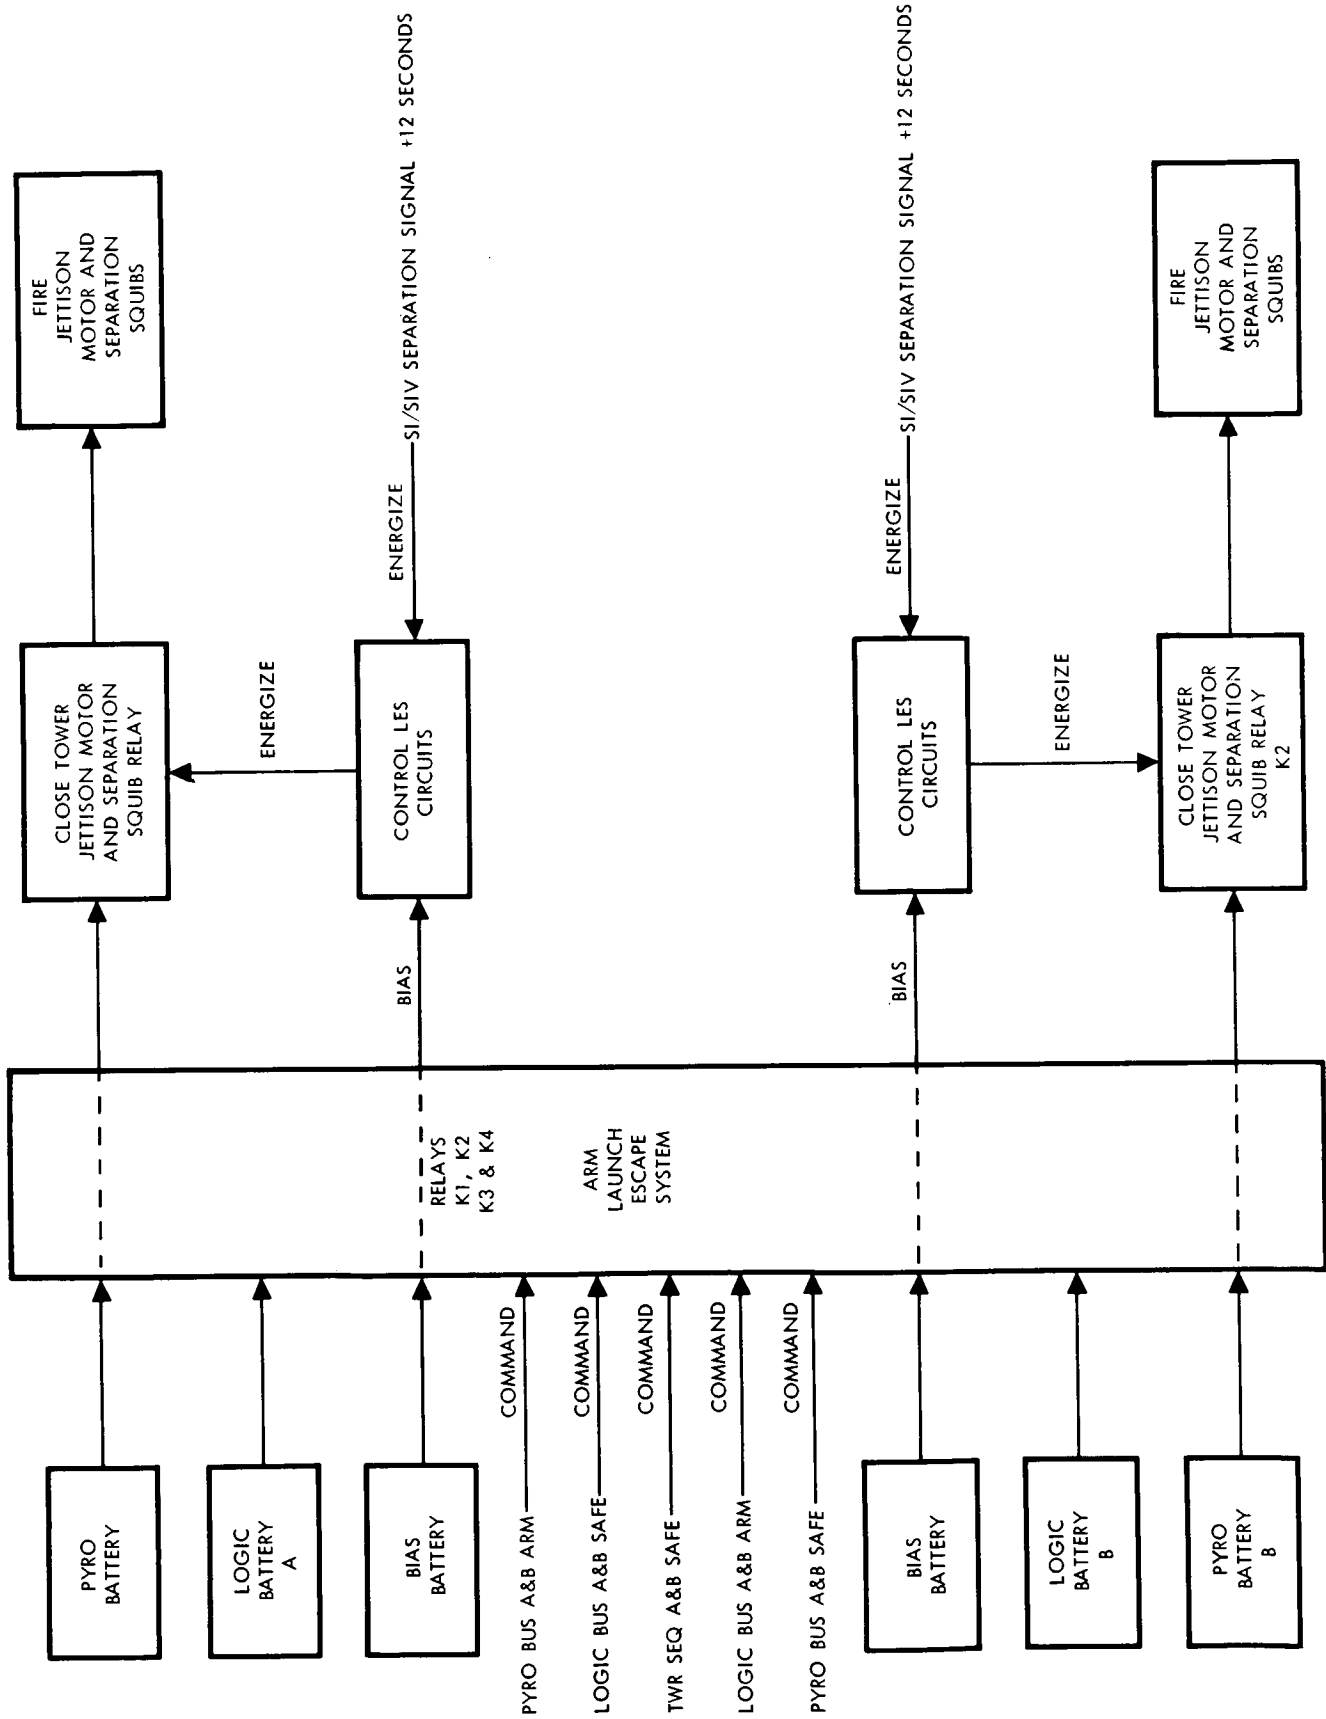 PYRO
BATTERY
LOGIC
BATTERY
A
BIAS
BATTERY
PYRO BUS A&B ARM
COMMAND
LOGIC BUS A&B SAFE
COMMAND
TWR SEQ A&B SAFE
COMMAND
LOGIC BUS A&B ARM
COMMAND
PYRO BUS A&B SAFE
COMMAND
BIAS
BATTERY
LOGIC
BATTERY
B
PYRO
BATTERY
B
RELAYS
K1, K2
K3 & K4
ARM
LAUNCH
ESCAPE
SYSTEM
BIAS
BIAS
CLOSE TOWER
JETTISON MOTOR
AND SEPARATION
SQUIB RELAY
ENERGIZE
CONTROL LES
CIRCUITS
CONTROL LES
CIRCUITS
ENERGIZE
CLOSE TOWER
JETTISON MOTOR
AND SEPARATION
SQUIB RELAY
K2
FIRE
JETTISON
MOTOR AND
SEPARATION
SQUIBS
ENERGIZE
SI/SIV SEPARATION SIGNAL +12 SECONDS
ENERGIZE
SI/SIV SEPARATION SIGNAL +12 SECONDS
FIRE
JETTISON
MOTOR AND
SEPARATION
SQUIBS